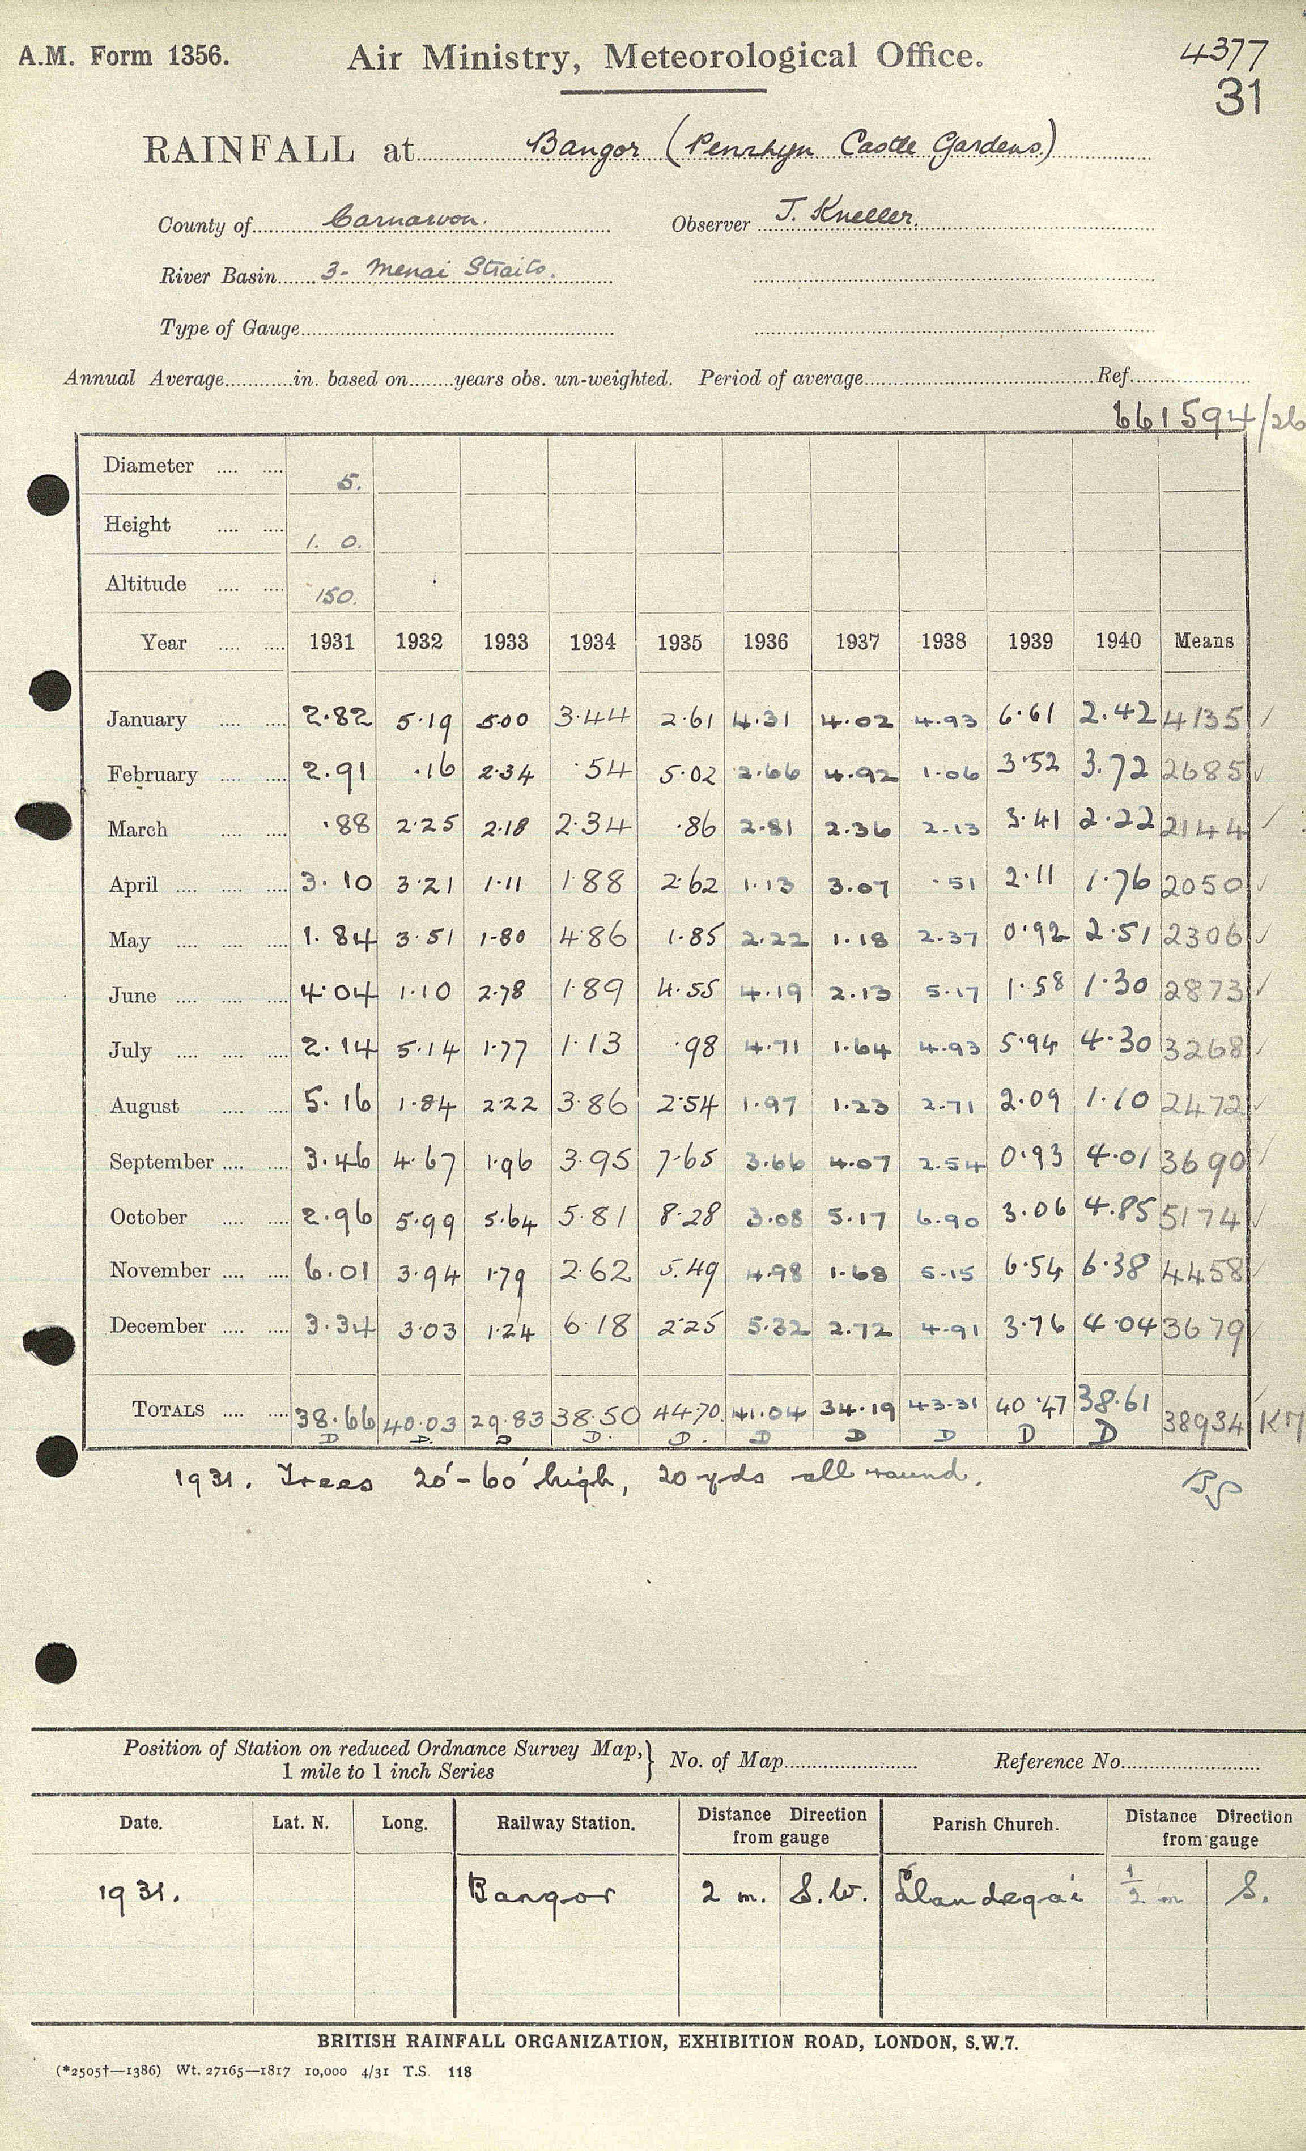 A.M. Form 1356. Air Ministry, Meteorological Office. 4377
31
RAINFALL at Bangor (Penrhyn Castle Gardens)
County of Carnarvon. Observer J. Kneller.
River Basin 3- Menai Straits.
Type of Gauge
Annual Average in. based on years obs. un-weighted. Period of average Ref.
661594/26
Diameter 5.
Height 1. 0.
Altitude 150.
Year 1931 1932 1933 1934 1935 1936 1937 1938 1939 1940 Means
January 2.82 5.19 5.00 3.44 2.61 4.31 4.02 4.93 6.61 2.42 4135 ✓
February 2.91 .16 2.34 .54 5.02 2.66 4.92 1.06 3.52 3.72 2685 ✓
March .88 2.25 2.18 2.34 .86 2.81 2.36 2.13 3.41 2.22 2144 ✓
April 3.10 3.21 1.11 1.88 2.62 1.13 3.07 .51 2.11 1.76 2050 ✓
May 1.84 3.51 1.80 4.86 1.85 2.22 1.18 2.37 0.92 2.51 2306 ✓
June 4.04 1.10 2.78 1.89 4.55 4.19 2.13 5.17 1.58 1.30 2873 ✓
July 2.14 5.14 1.77 1.13 .98 4.71 1.64 4.93 5.94 4.30 3268 ✓
August 5.16 1.84 2.22 3.86 2.54 1.97 1.23 2.71 2.09 1.10 2472 ✓
September 3.46 4.67 1.96 3.95 7.65 3.66 4.07 2.54 0.93 4.01 3690 ✓
October 2.96 5.99 5.64 5.81 8.28 3.08 5.17 6.90 3.06 4.85 5174 ✓
November 6.01 3.94 1.79 2.62 5.49 4.98 1.68 5.15 6.54 6.38 4458 ✓
December 3.34 3.03 1.24 6.18 2.25 5.32 2.72 4.91 3.76 4.04 3679 ✓
TOTALS 38.66 40.03 29.83 38.50 44.70 41.04 34.19 43.31 40.47 38.61 38934
D D D D D D D D D D
1931. Trees 20'-60' high, 20 yds all round.
Position of Station on reduced Ordnance Survey Map, } No. of Map Reference No.
1 mile to 1 inch Series
Date. Lat. N. Long. Railway Station. Distance Direction from gauge Parish Church. Distance Direction from gauge
1931. Bangor 2 m. S.W. Llandegai ½ m S.
BRITISH RAINFALL ORGANIZATION, EXHIBITION ROAD, LONDON, S.W.7.
(*2505†—1386) Wt. 27165—1817 10,000 4/31 T.S. 118